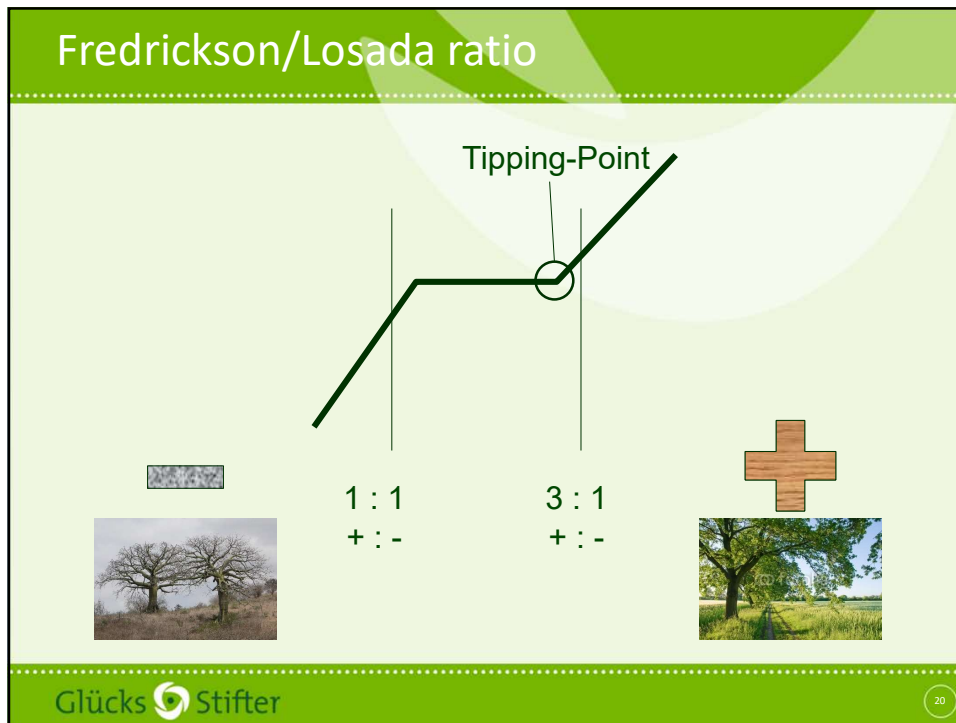 Fredrickson/Losada ratio
Tipping-Point
1 : 1
+ : -
3 : 1
+ : -
Glücks Stifter
20